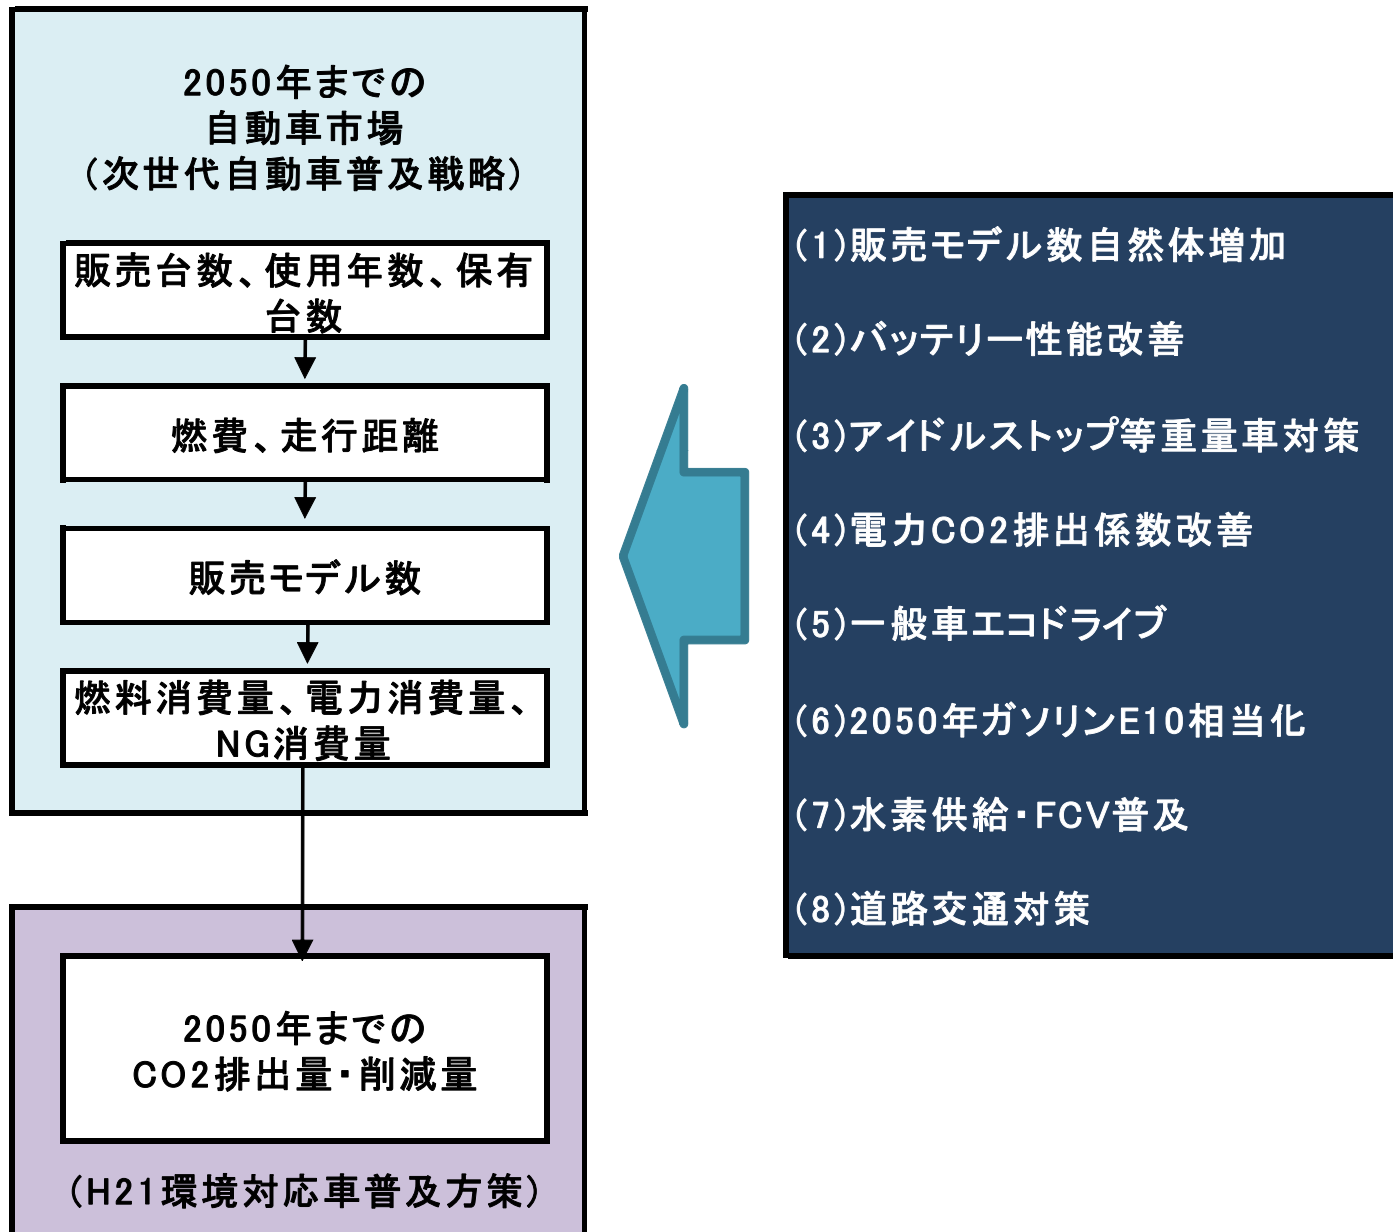 2050年までの
自動車市場
（次世代自動車普及戦略）
販売台数、使用年数、保有
台数
燃費、走行距離
販売モデル数
燃料消費量、電力消費量、
NG消費量
2050年までの
CO2排出量・削減量
（H21環境対応車普及方策）
(1)販売モデル数自然体増加
(2)バッテリー性能改善
(3)アイドルストップ等重量車対策
(4)電力CO2排出係数改善
(5)一般車エコドライブ
(6)2050年ガソリンE10相当化
(7)水素供給・FCV普及
(8)道路交通対策